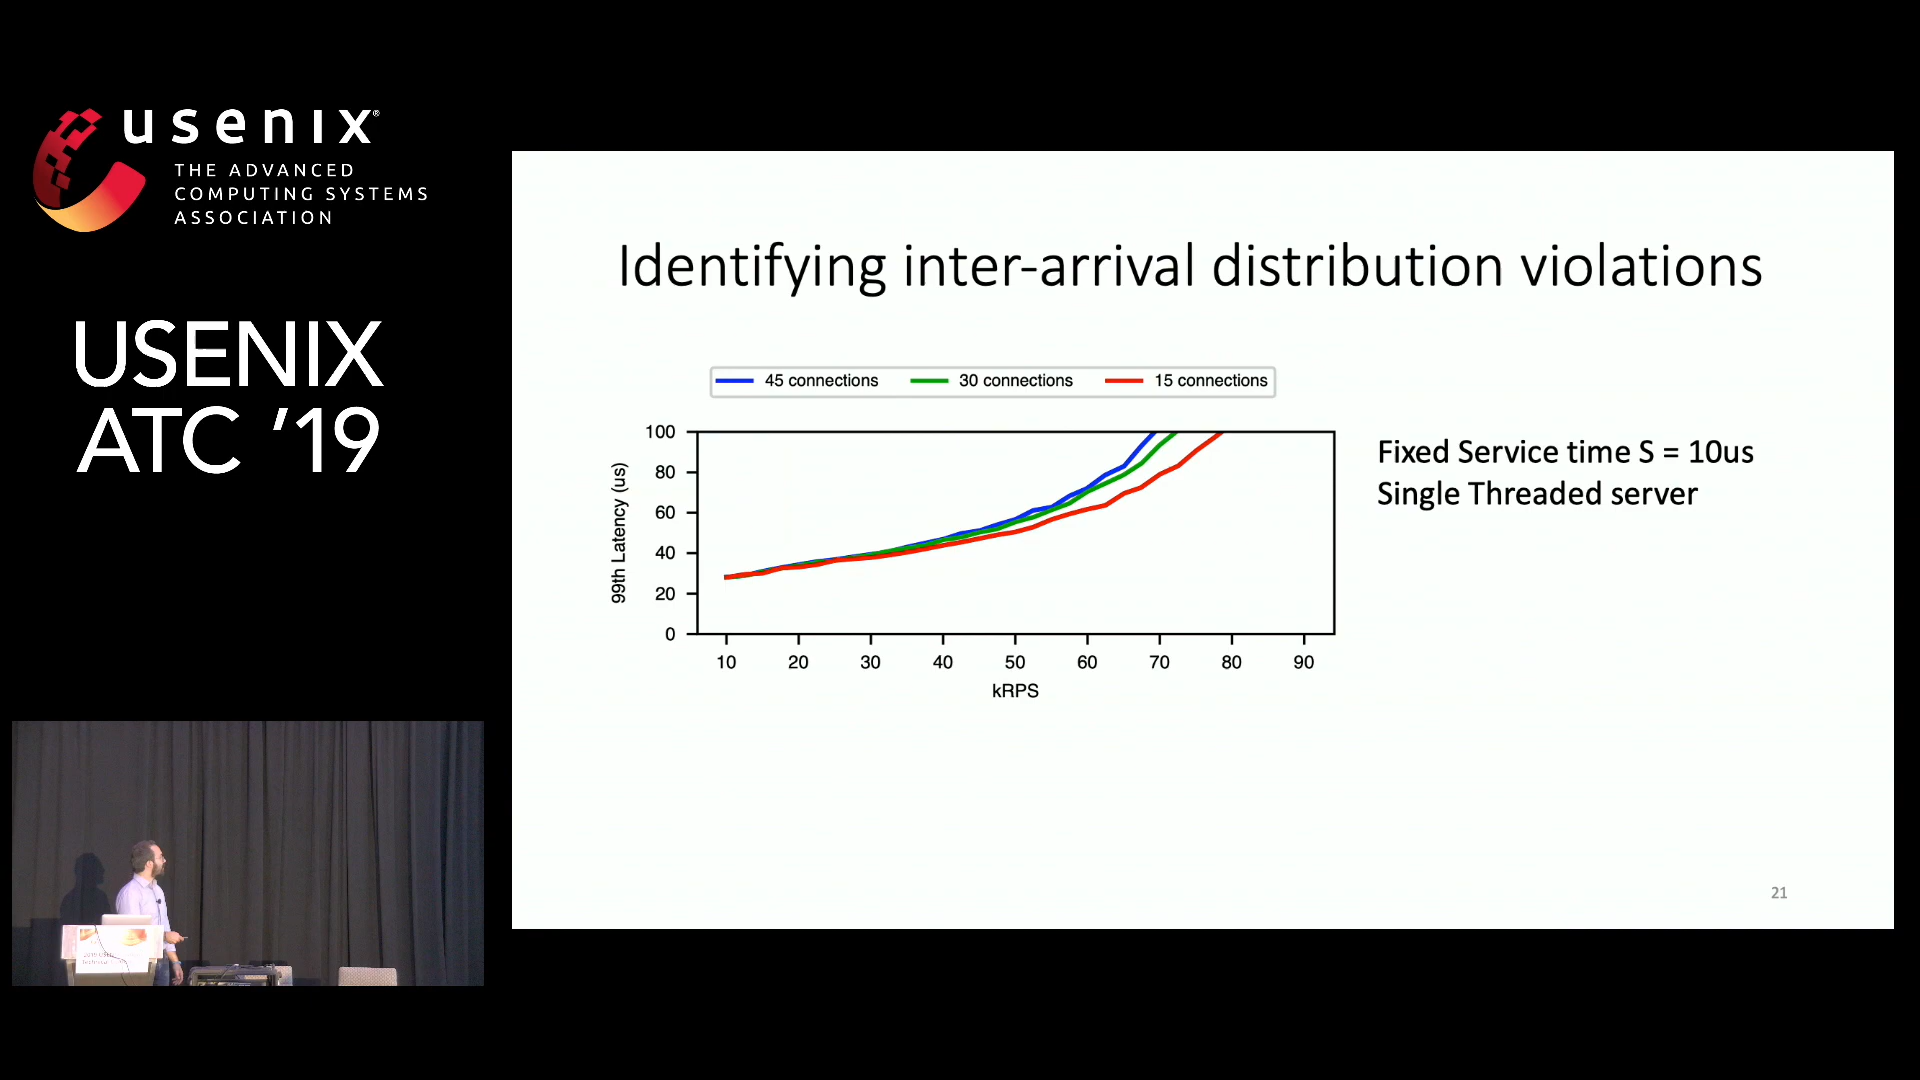 usenix®
THE ADVANCED
COMPUTING SYSTEMS
ASSOCIATION
USENIX
ATC ’19
Identifying inter-arrival distribution violations
45 connections 30 connections 15 connections
100
80
60
40
20
0
99th Latency (us)
10 20 30 40 50 60 70 80 90
kRPS
Fixed Service time S = 10us
Single Threaded server
21